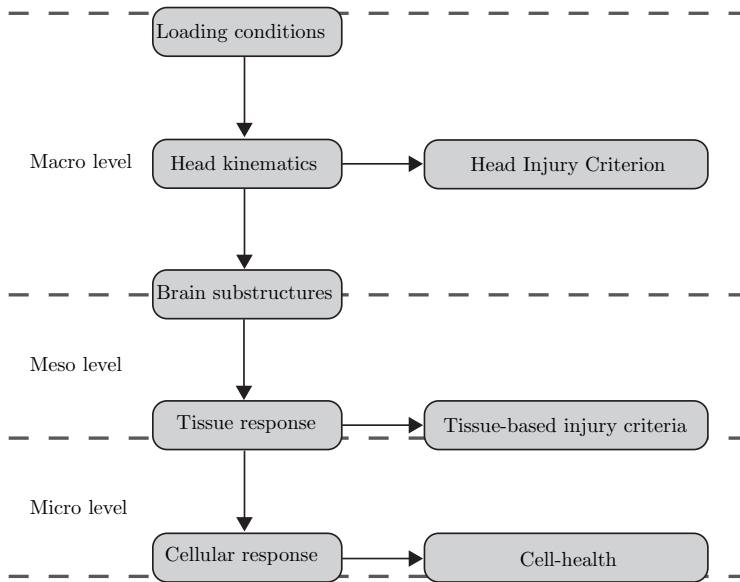 Loading conditions
Macro level
Head kinematics
Head Injury Criterion
Brain substructures
Meso level
Tissue response
Tissue-based injury criteria
Micro level
Cellular response
Cell-health